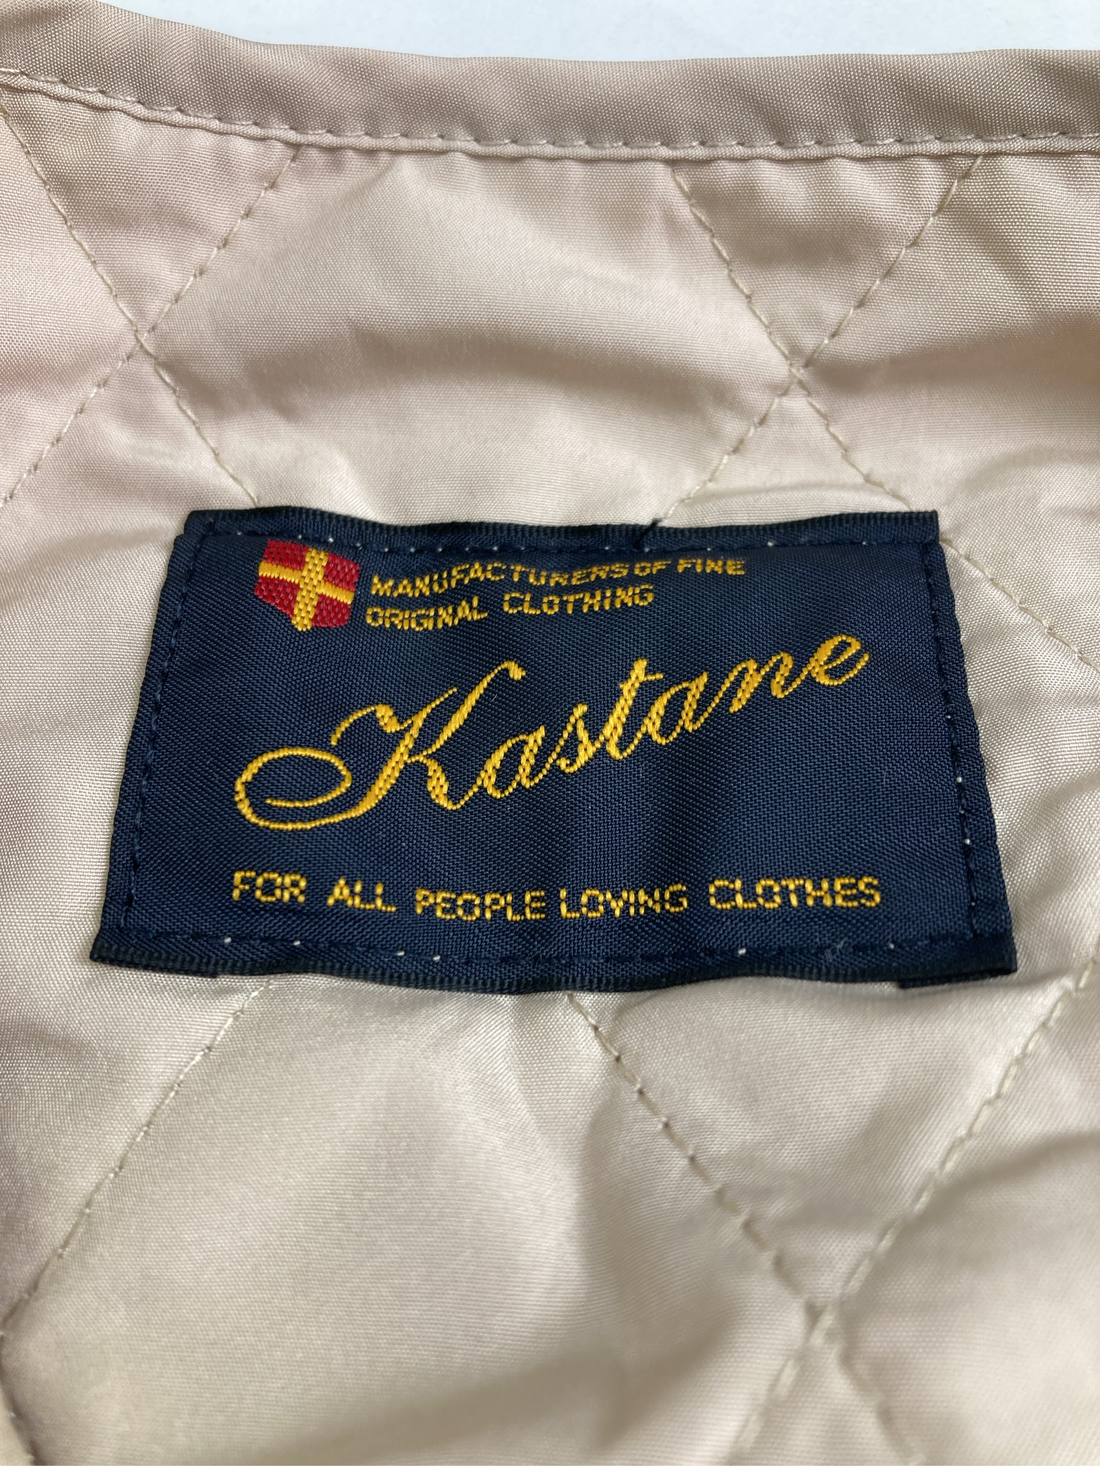 MANUFACTURERS OF FINE
ORIGINAL CLOTHING
Kastane
FOR ALL PEOPLE LOVING CLOTHES